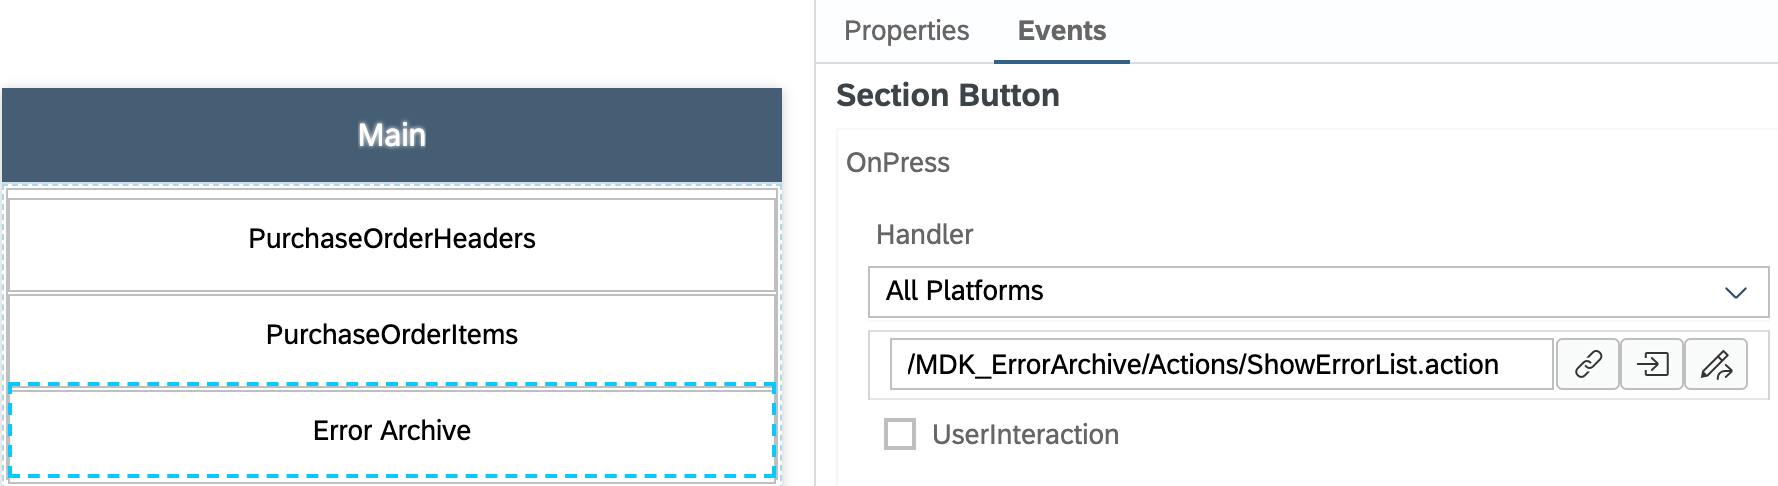 Main
PurchaseOrderHeaders
PurchaseOrderItems
Error Archive
Properties Events
Section Button
OnPress
Handler
All Platforms
/MDK_ErrorArchive/Actions/ShowErrorList.action
UserInteraction